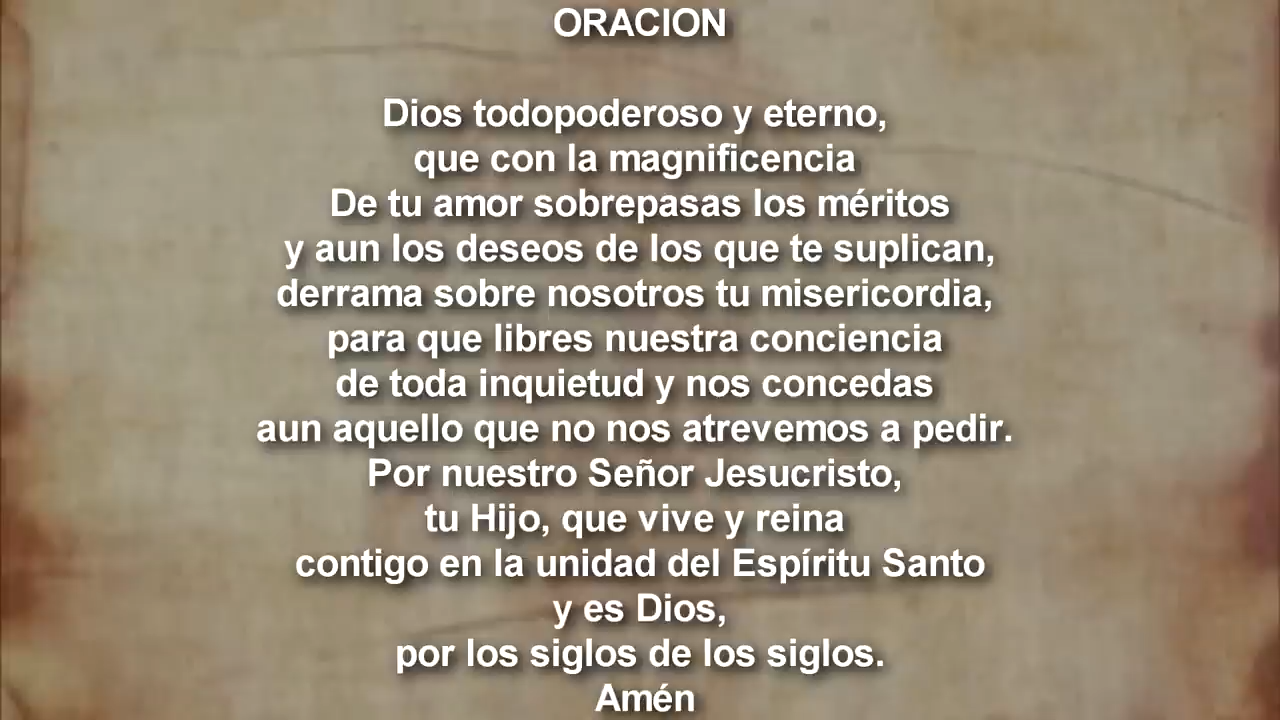 ORACION
Dios todopoderoso y eterno,
que con la magnificencia
De tu amor sobrepasas los méritos
y aun los deseos de los que te suplican,
derrama sobre nosotros tu misericordia,
para que libres nuestra conciencia
de toda inquietud y nos concedas
aun aquello que no nos atrevemos a pedir.
Por nuestro Señor Jesucristo,
tu Hijo, que vive y reina
contigo en la unidad del Espíritu Santo
y es Dios,
por los siglos de los siglos.
Amén